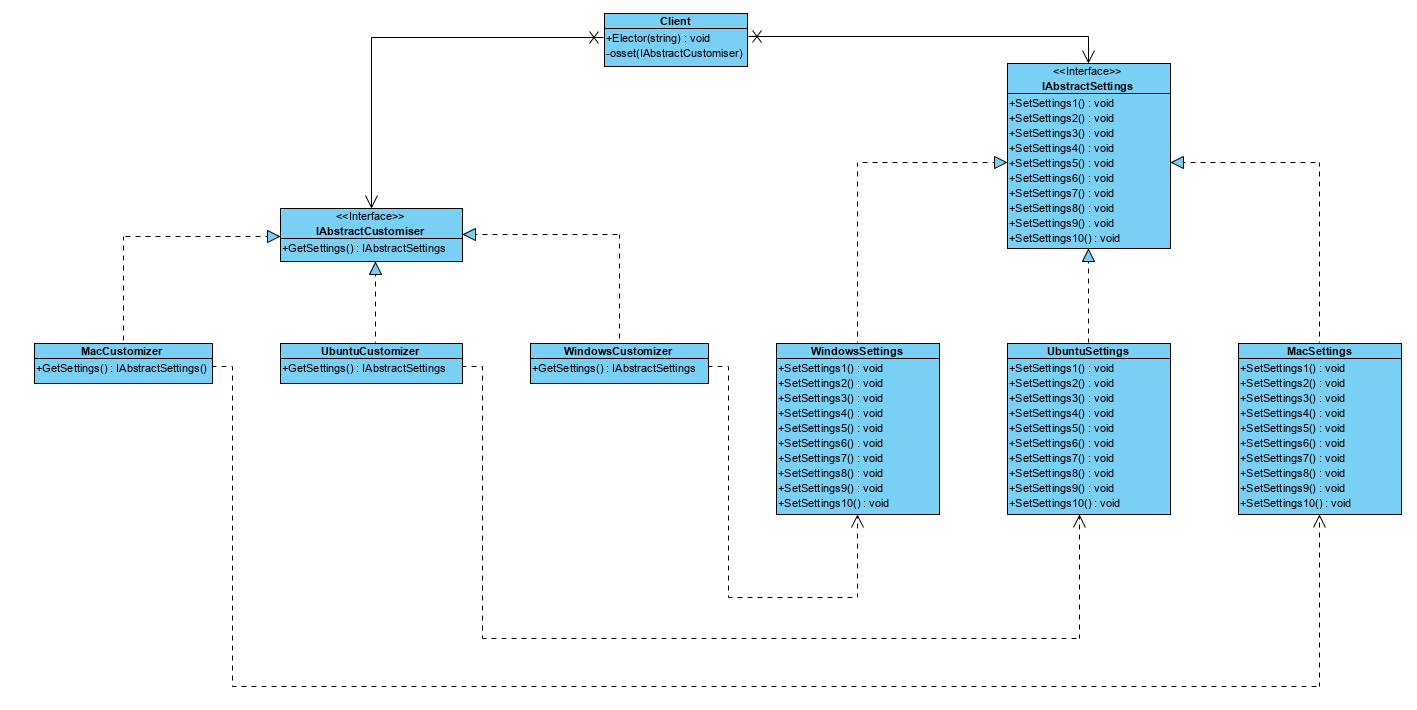 Client
+Elector(string) : void
-osset(IAbstractCustomiser)
<<Interface>>
IAbstractSettings
+SetSettings1() : void
+SetSettings2() : void
+SetSettings3() : void
+SetSettings4() : void
+SetSettings5() : void
+SetSettings6() : void
+SetSettings7() : void
+SetSettings8() : void
+SetSettings9() : void
+SetSettings10() : void
<<Interface>>
IAbstractCustomiser
+GetSettings() : IAbstractSettings
MacCustomizer
+GetSettings() : IAbstractSettings()
UbuntuCustomizer
+GetSettings() : IAbstractSettings
WindowsCustomizer
+GetSettings() : IAbstractSettings
WindowsSettings
+SetSettings1() : void
+SetSettings2() : void
+SetSettings3() : void
+SetSettings4() : void
+SetSettings5() : void
+SetSettings6() : void
+SetSettings7() : void
+SetSettings8() : void
+SetSettings9() : void
+SetSettings10() : void
UbuntuSettings
+SetSettings1() : void
+SetSettings2() : void
+SetSettings3() : void
+SetSettings4() : void
+SetSettings5() : void
+SetSettings6() : void
+SetSettings7() : void
+SetSettings8() : void
+SetSettings9() : void
+SetSettings10() : void
MacSettings
+SetSettings1() : void
+SetSettings2() : void
+SetSettings3() : void
+SetSettings4() : void
+SetSettings5() : void
+SetSettings6() : void
+SetSettings7() : void
+SetSettings8() : void
+SetSettings9() : void
+SetSettings10() : void